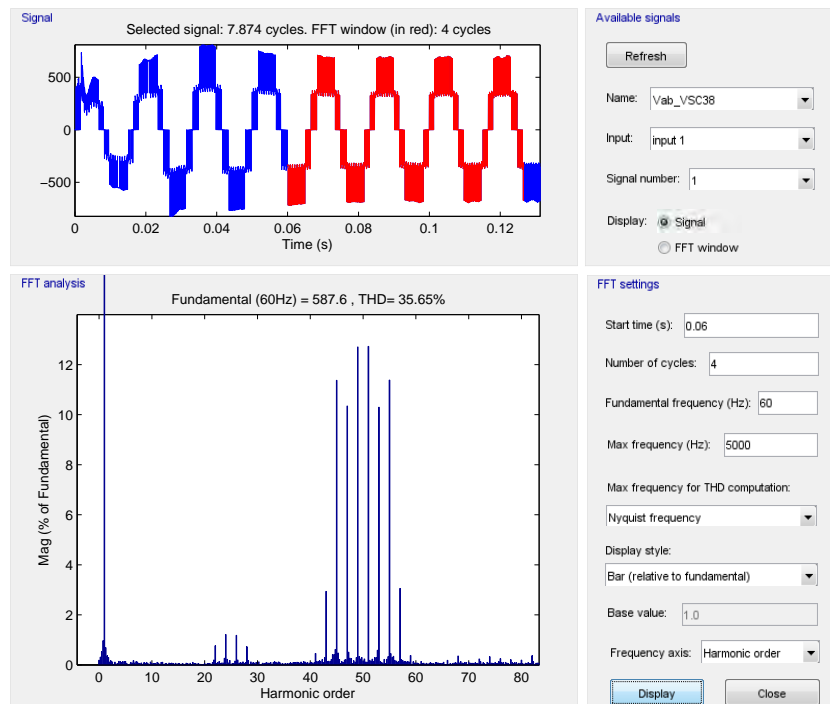 Signal
Selected signal: 7.874 cycles. FFT window (in red): 4 cycles
500
0
−500
0
0.02
0.04
0.06
0.08
0.1
0.12
Time (s)
Available signals
Refresh
Name:
Vab_VSC38
Input:
input 1
Signal number:
1
Display:
Signal
FFT window
FFT analysis
Fundamental (60Hz) = 587.6 , THD= 35.65%
12
10
8
6
4
2
0
Mag (% of Fundamental)
0
10
20
30
40
50
60
70
80
Harmonic order
FFT settings
Start time (s):
0.06
Number of cycles:
4
Fundamental frequency (Hz):
60
Max frequency (Hz):
5000
Max frequency for THD computation:
Nyquist frequency
Display style:
Bar (relative to fundamental)
Base value:
1.0
Frequency axis:
Harmonic order
Display
Close